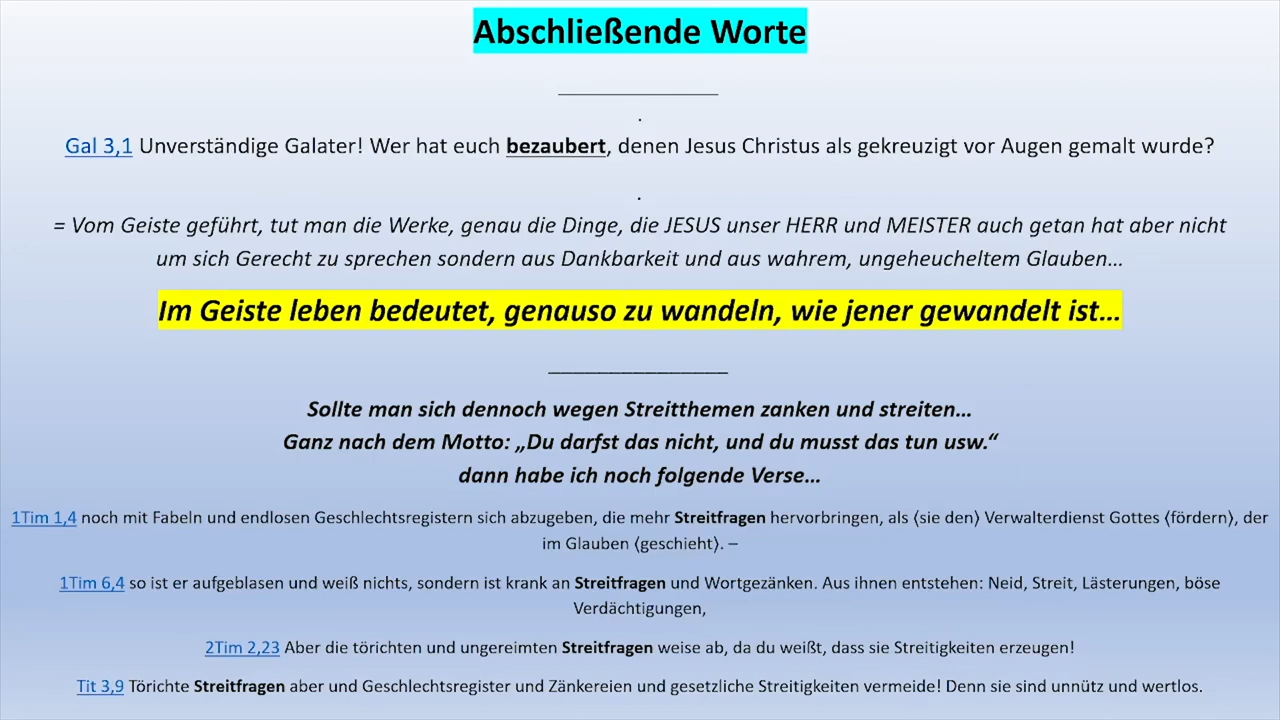 Abschließende Worte
________________
.
Gal 3,1 Unverständige Galater! Wer hat euch bezaubert, denen Jesus Christus als gekreuzigt vor Augen gemalt wurde?
.
= Vom Geiste geführt, tut man die Werke, genau die Dinge, die JESUS unser HERR und MEISTER auch getan hat aber nicht
um sich Gerecht zu sprechen sondern aus Dankbarkeit und aus wahrem, ungeheucheltem Glauben…
Im Geiste leben bedeutet, genauso zu wandeln, wie jener gewandelt ist…
________________
Sollte man sich dennoch wegen Streitthemen zanken und streiten…
Ganz nach dem Motto: „Du darfst das nicht, und du musst das tun usw.“
dann habe ich noch folgende Verse…
1Tim 1,4 noch mit Fabeln und endlosen Geschlechtsregistern sich abzugeben, die mehr Streitfragen hervorbringen, als ⟨sie den⟩ Verwalterdienst Gottes ⟨fördern⟩, der
im Glauben ⟨geschieht⟩. –
1Tim 6,4 so ist er aufgeblasen und weiß nichts, sondern ist krank an Streitfragen und Wortgezänken. Aus ihnen entstehen: Neid, Streit, Lästerungen, böse
Verdächtigungen,
2Tim 2,23 Aber die törichten und ungereimten Streitfragen weise ab, da du weißt, dass sie Streitigkeiten erzeugen!
Tit 3,9 Törichte Streitfragen aber und Geschlechtsregister und Zänkereien und gesetzliche Streitigkeiten vermeide! Denn sie sind unnütz und wertlos.